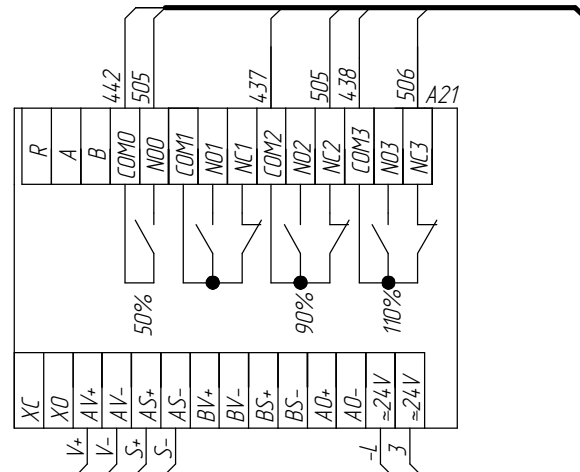 442
505
437
505
438
506
A21
R
A
B
COM0
NO0
COM1
NO1
NC1
COM2
NO2
NC2
COM3
NO3
NC3
50%
90%
110%
XC
XO
AV+
AV-
AS+
AS-
BV+
BV-
BS+
BS-
AO+
AO-
≂24V
≂24V
V+
V-
S+
S-
-L
3